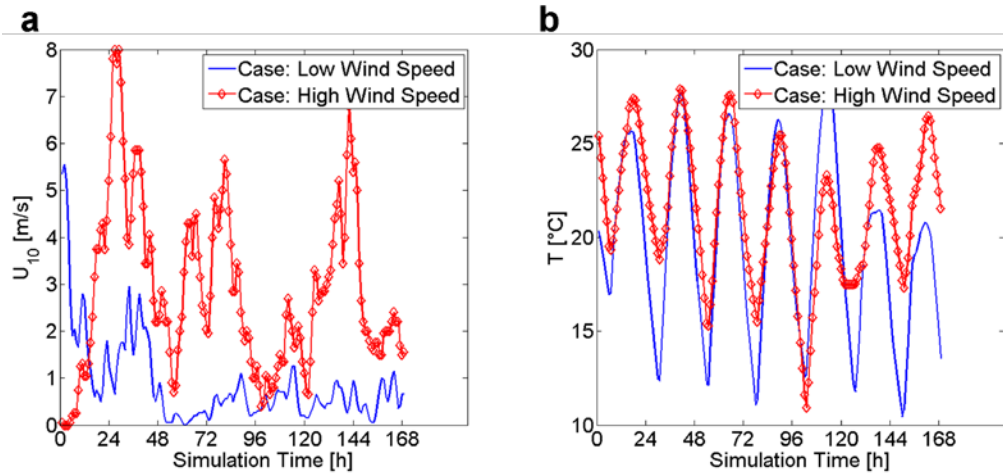 a
b
8
7
6
5
4
3
2
1
0
U10 [m/s]
Case: Low Wind Speed
Case: High Wind Speed
0 24 48 72 96 120 144 168
Simulation Time [h]
30
25
20
15
10
T [°C]
Case: Low Wind Speed
Case: High Wind Speed
0 24 48 72 96 120 144 168
Simulation Time [h]